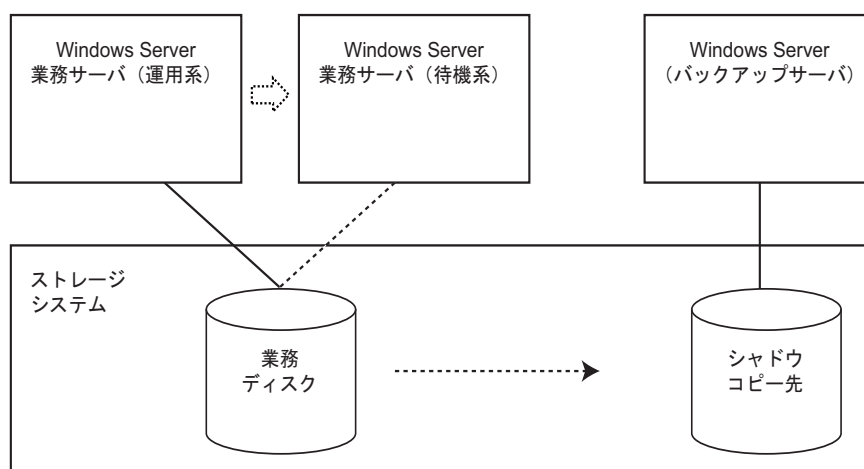 Windows Server
業務サーバ（運用系）
Windows Server
業務サーバ（待機系）
Windows Server
（バックアップサーバ）
ストレージ
システム
業務
ディスク
シャドウ
コピー先